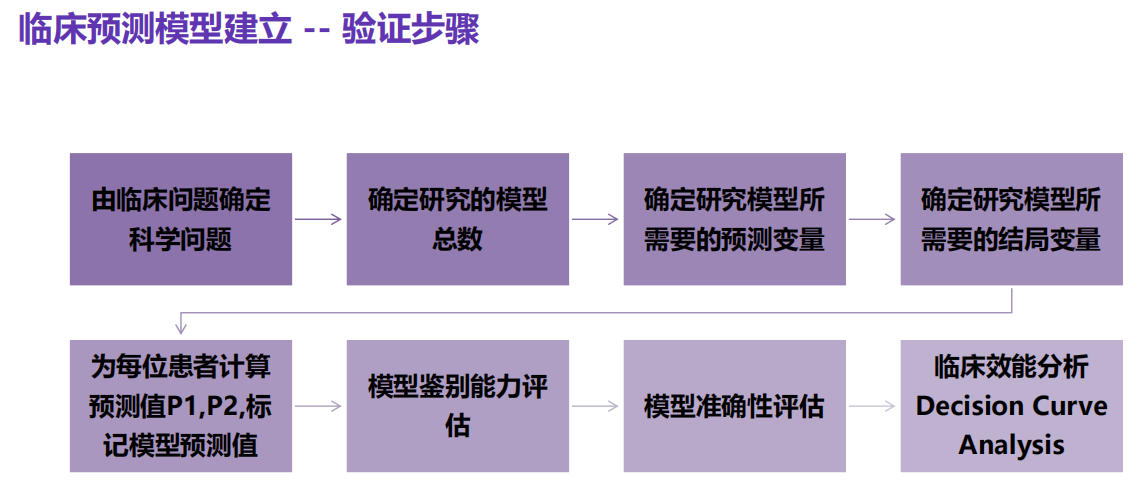 临床预测模型建立 -- 验证步骤
由临床问题确定
科学问题
确定研究的模型
总数
确定研究模型所
需要的预测变量
确定研究模型所
需要的结局变量
为每位患者计算
预测值P1,P2,标
记模型预测值
模型鉴别能力评
估
模型准确性评估
临床效能分析
Decision Curve
Analysis